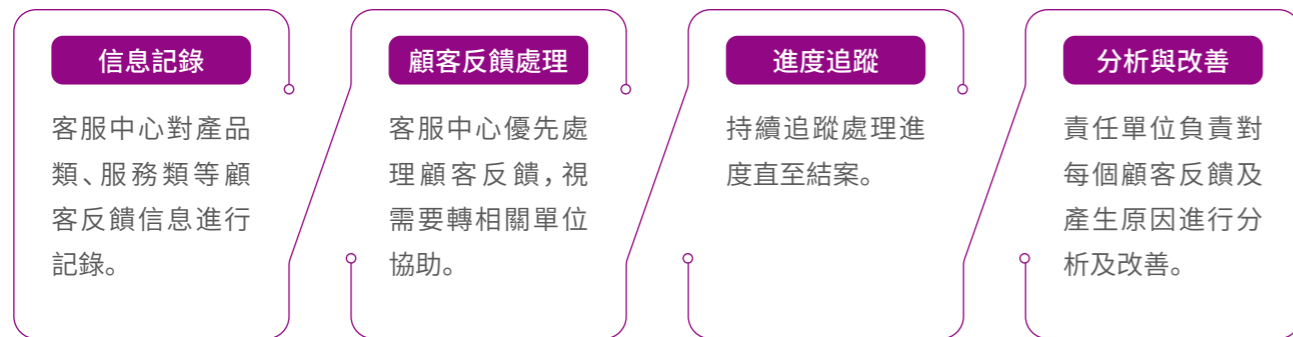 信息記錄
客服中心對產品
類、服務類等顧
客反饋信息進行
記錄。
顧客反饋處理
客服中心優先處
理顧客反饋，視
需要轉相關單位
協助。
進度追蹤
持續追蹤處理進
度直至結案。
分析與改善
責任單位負責對
每個顧客反饋及
產生原因進行分
析及改善。